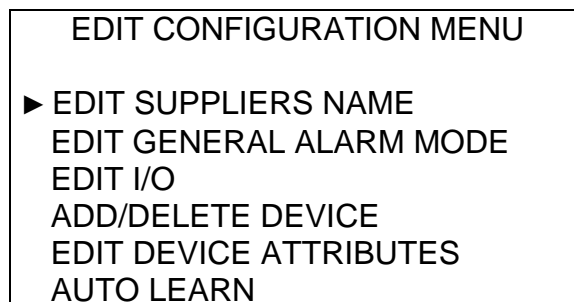 EDIT CONFIGURATION MENU
► EDIT SUPPLIERS NAME
EDIT GENERAL ALARM MODE
EDIT I/O
ADD/DELETE DEVICE
EDIT DEVICE ATTRIBUTES
AUTO LEARN